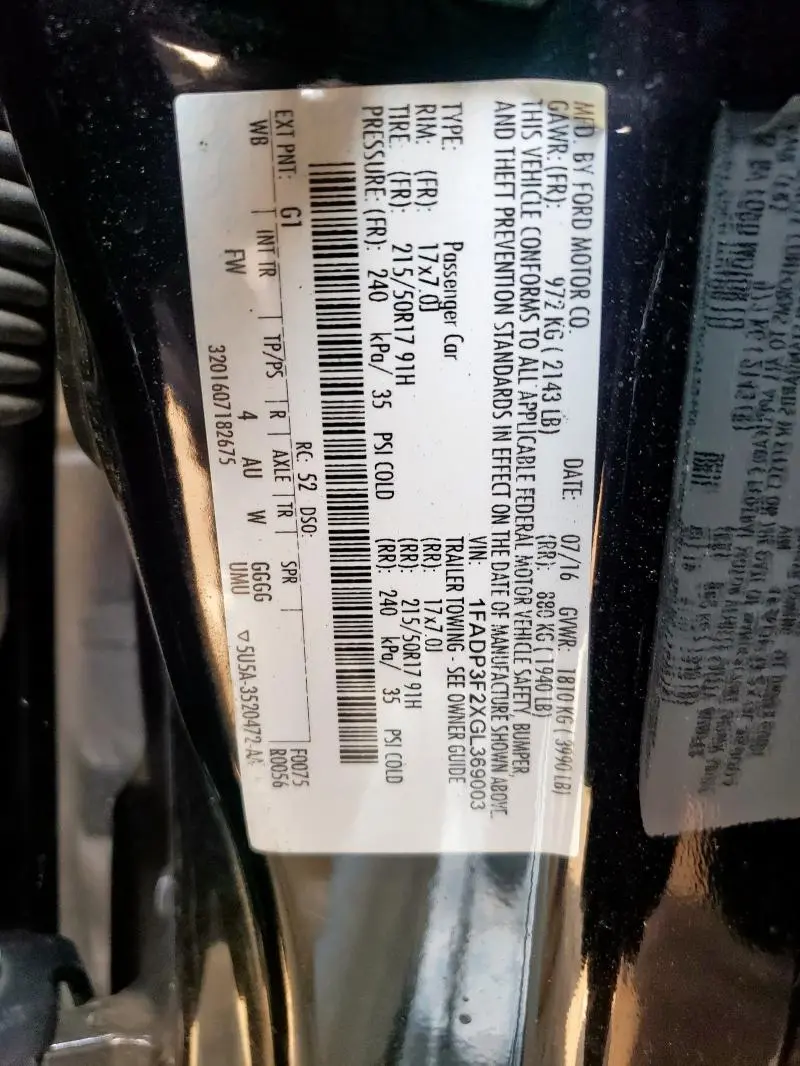 MFD. BY FORD MOTOR CO.
DATE: 07/16 GVWR: 1810 KG ( 3990 LB)
GAWR: (FR): 972 KG ( 2143 LB) (RR): 880 KG ( 1940 LB)
THIS VEHICLE CONFORMS TO ALL APPLICABLE FEDERAL MOTOR VEHICLE SAFETY, BUMPER,
AND THEFT PREVENTION STANDARDS IN EFFECT ON THE DATE OF MANUFACTURE SHOWN ABOVE.
VIN: 1FADP3F2XGL369003
TYPE: Passenger Car TRAILER TOWING - SEE OWNER GUIDE
RIM: (FR): 17x7.0J (RR): 17x7.0J
TIRE: (FR): 215/50R17 91H (RR): 215/50R17 91H
PRESSURE: (FR): 240 kPa/ 35 PSI COLD (RR): 240 kPa/ 35 PSI COLD
RC: 52 DSO: F0075
EXT PNT: G1 R0056
WB | INT TR | TP/PS | R | AXLE | TR | SPR |
FW 4 AU W GGGG
UMU
3201607182675 ▽5U5A-3520472-AA